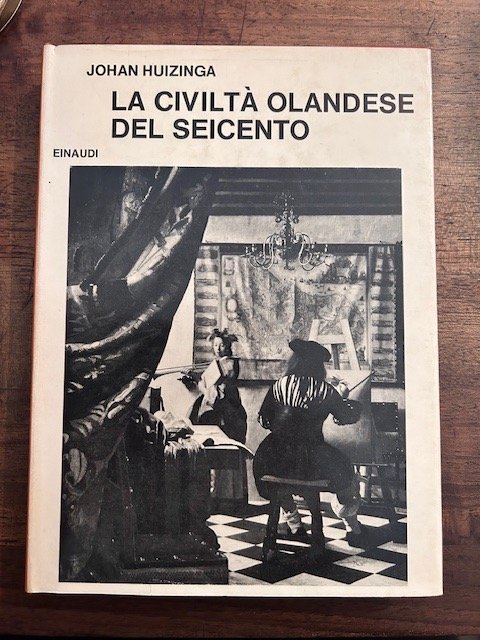 JOHAN HUIZINGA
LA CIVILTÀ OLANDESE
DEL SEICENTO
EINAUDI